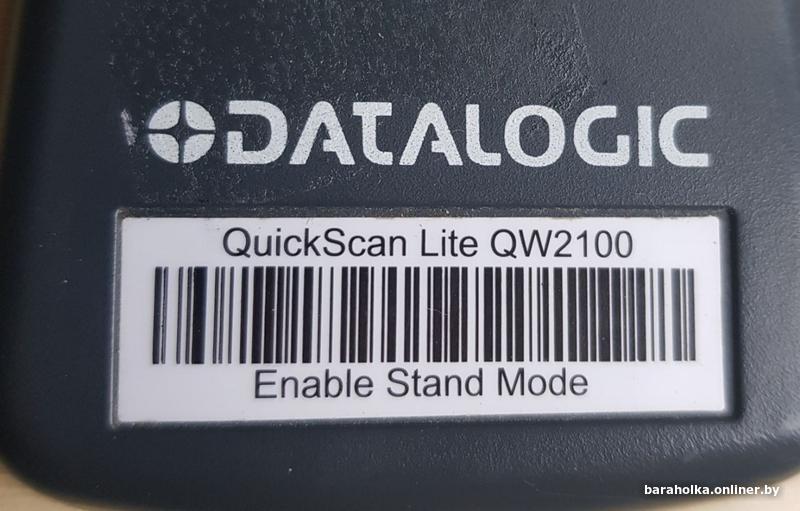 DATALOGIC
QuickScan Lite QW2100
Enable Stand Mode
baraholka.onliner.by